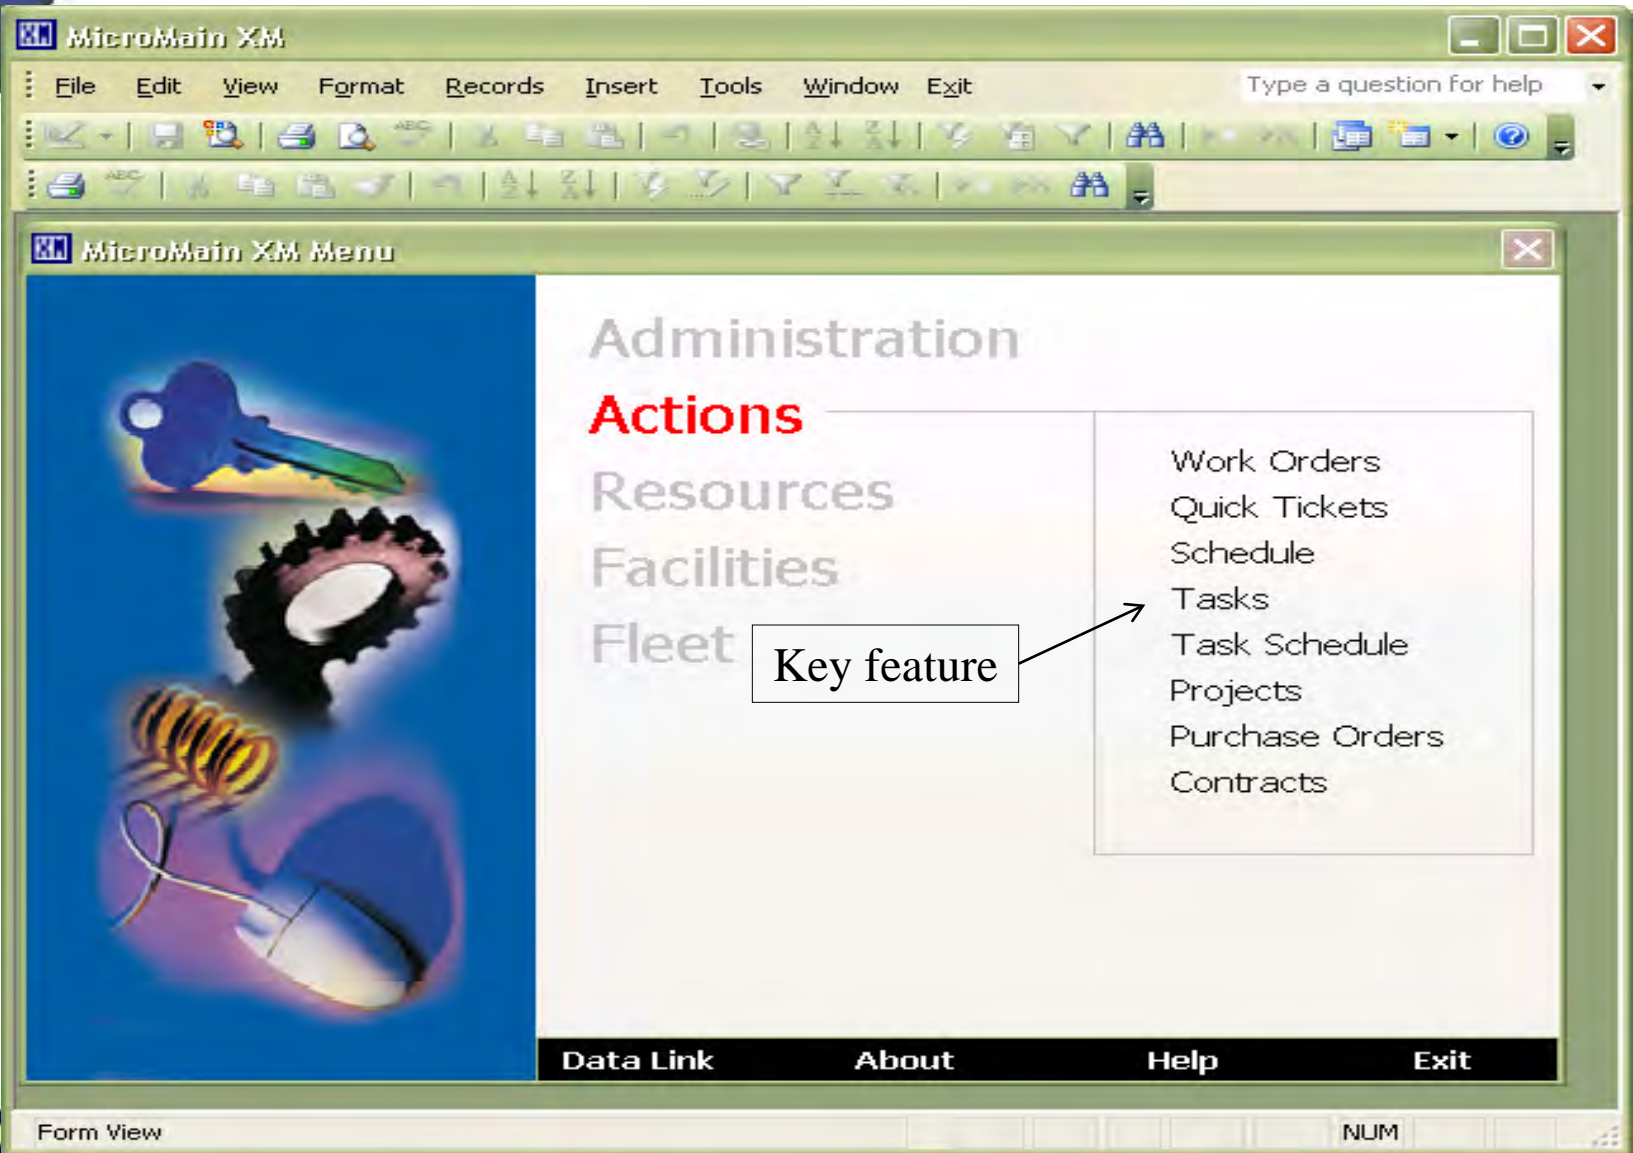 MicroMain XM
File Edit View Format Records Insert Tools Window Exit Type a question for help
MicroMain XM Menu
Administration
Actions
Resources
Facilities
Fleet
Key feature
Work Orders
Quick Tickets
Schedule
Tasks
Task Schedule
Projects
Purchase Orders
Contracts
Data Link About Help Exit
Form View NUM